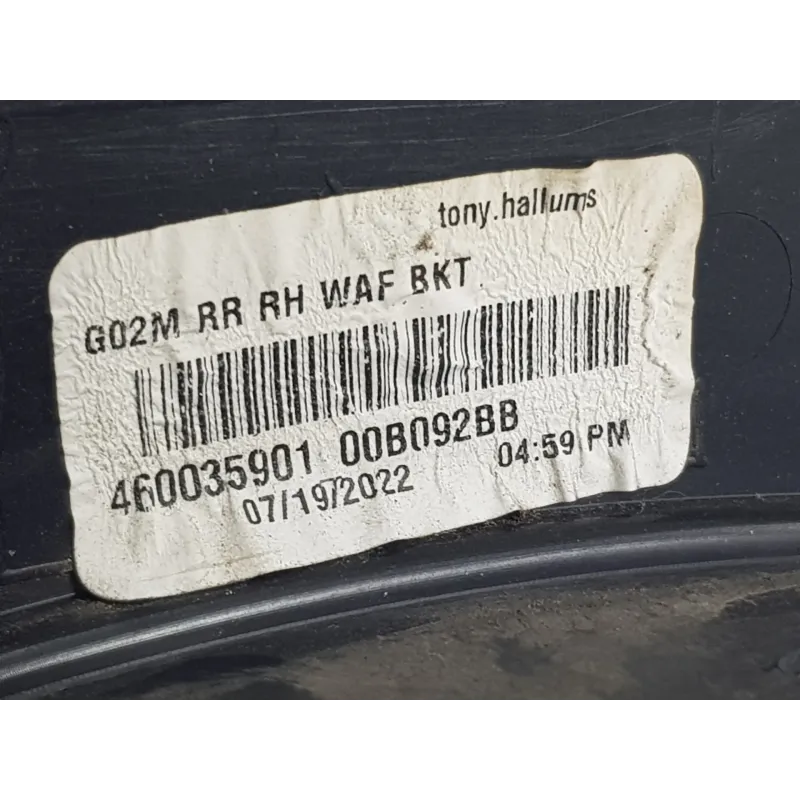 tony.hallums
G02M RR RH WAF BKT
460035901 00B092BB
07/19/2022 04:59 PM